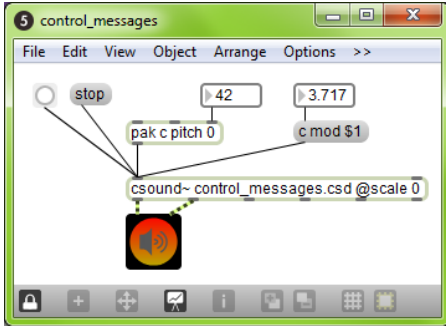 5 control_messages
File Edit View Object Arrange Options >>
stop
42
3.717
pak c pitch 0
c mod $1
csound~ control_messages.csd @scale 0
i